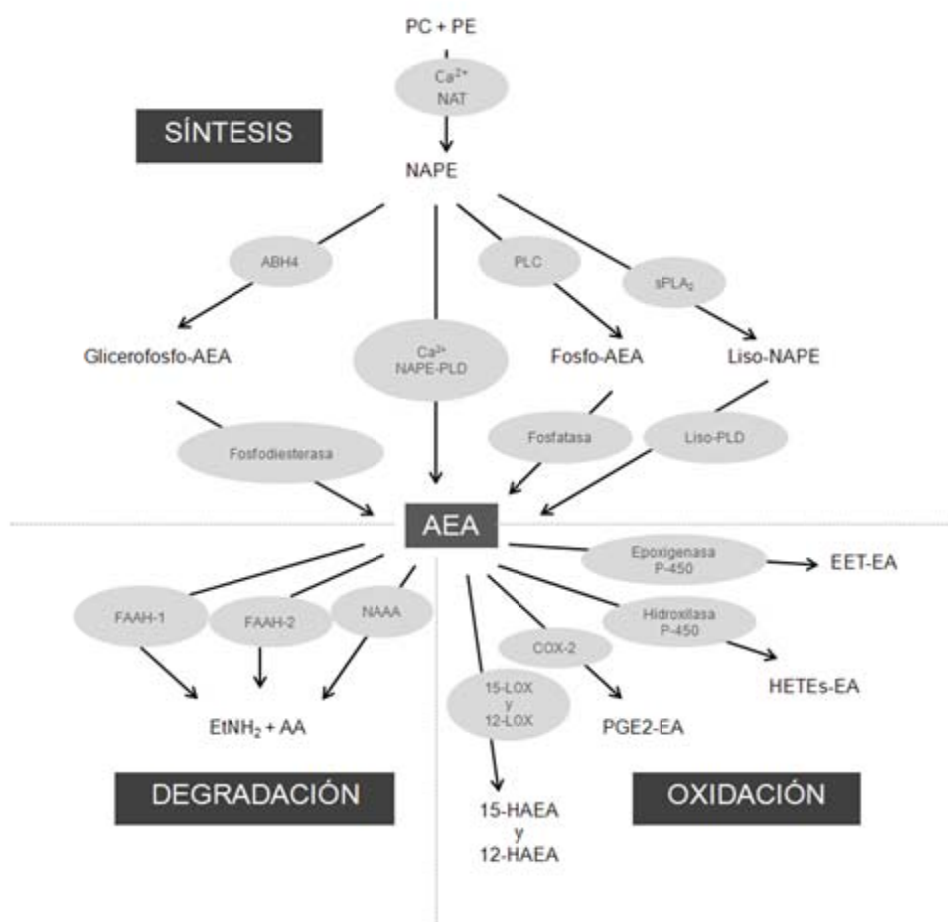 PC + PE
Ca²⁺
NAT
SÍNTESIS
NAPE
ABH4
PLC
sPLA₂
Glicerofosfo-AEA
Ca²⁺
NAPE-PLD
Fosfo-AEA
Liso-NAPE
Fosfodiesterasa
Fosfatasa
Liso-PLD
AEA
Epoxigenasa
P-450
EET-EA
FAAH-1
FAAH-2
NAAA
Hidroxilasa
P-450
COX-2
HETEs-EA
15-LOX
y
12-LOX
EtNH₂ + AA
PGE2-EA
DEGRADACIÓN
OXIDACIÓN
15-HAEA
y
12-HAEA